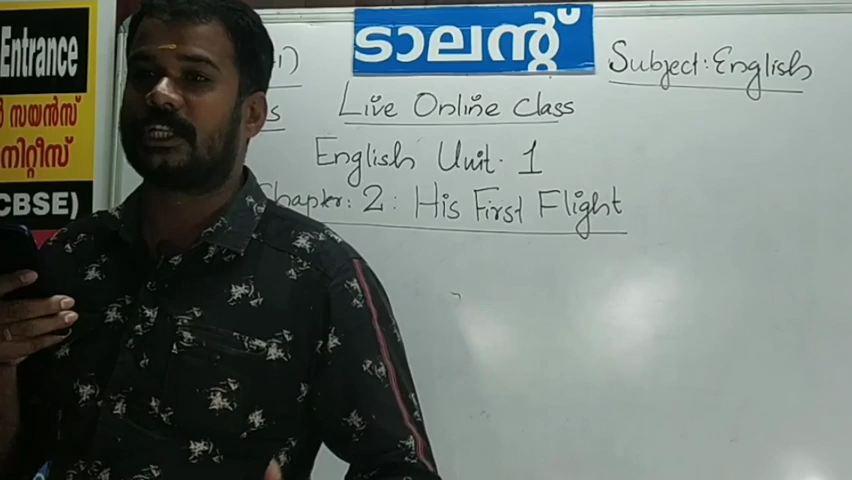 Entrance
സയൻസ്
നിറ്റീസ്
CBSE)
ടാലന്റ്
Subject: English
Live Online Class
English Unit. 1
Chapter: 2: His First Flight